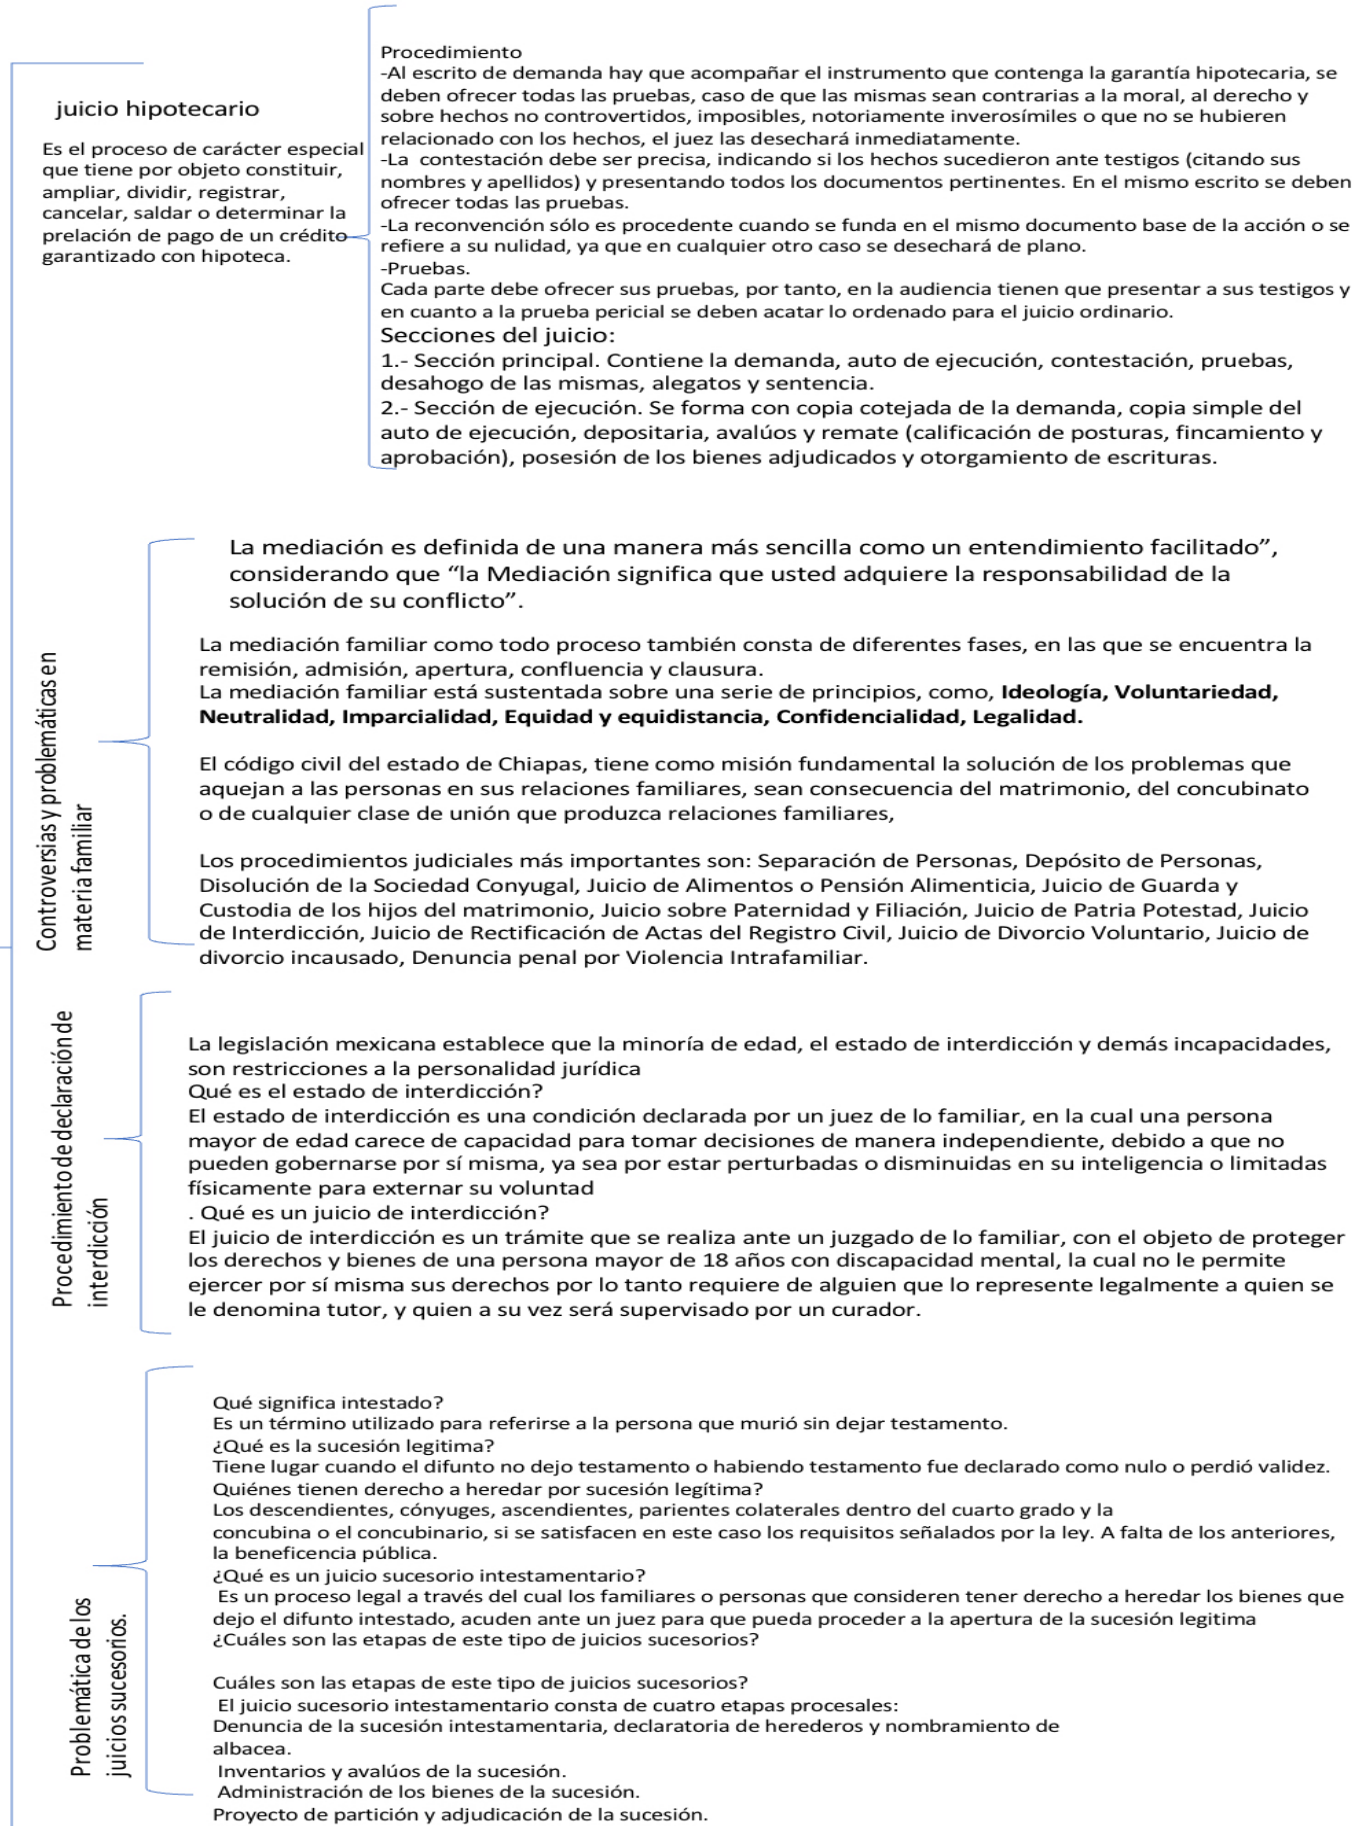 juicio hipotecario
Es el proceso de carácter especial
que tiene por objeto constituir,
ampliar, dividir, registrar,
cancelar, saldar o determinar la
prelación de pago de un crédito
garantizado con hipoteca.
Procedimiento
-Al escrito de demanda hay que acompañar el instrumento que contenga la garantía hipotecaria, se
deben ofrecer todas las pruebas, caso de que las mismas sean contrarias a la moral, al derecho y
sobre hechos no controvertidos, imposibles, notoriamente inverosímiles o que no se hubieren
relacionado con los hechos, el juez las desechará inmediatamente.
-La  contestación debe ser precisa, indicando si los hechos sucedieron ante testigos (citando sus
nombres y apellidos) y presentando todos los documentos pertinentes. En el mismo escrito se deben
ofrecer todas las pruebas.
-La reconvención sólo es procedente cuando se funda en el mismo documento base de la acción o se
refiere a su nulidad, ya que en cualquier otro caso se desechará de plano.
-Pruebas.
Cada parte debe ofrecer sus pruebas, por tanto, en la audiencia tienen que presentar a sus testigos y
en cuanto a la prueba pericial se deben acatar lo ordenado para el juicio ordinario.
Secciones del juicio:
1.- Sección principal. Contiene la demanda, auto de ejecución, contestación, pruebas,
desahogo de las mismas, alegatos y sentencia.
2.- Sección de ejecución. Se forma con copia cotejada de la demanda, copia simple del
auto de ejecución, depositaria, avalúos y remate (calificación de posturas, fincamiento y
aprobación), posesión de los bienes adjudicados y otorgamiento de escrituras.
Controversias y problemáticas en
materia familiar
La mediación es definida de una manera más sencilla como un entendimiento facilitado”,
considerando que “la Mediación significa que usted adquiere la responsabilidad de la
solución de su conflicto”.
La mediación familiar como todo proceso también consta de diferentes fases, en las que se encuentra la
remisión, admisión, apertura, confluencia y clausura.
La mediación familiar está sustentada sobre una serie de principios, como, Ideología, Voluntariedad,
Neutralidad, Imparcialidad, Equidad y equidistancia, Confidencialidad, Legalidad.
El código civil del estado de Chiapas, tiene como misión fundamental la solución de los problemas que
aquejan a las personas en sus relaciones familiares, sean consecuencia del matrimonio, del concubinato
o de cualquier clase de unión que produzca relaciones familiares,
Los procedimientos judiciales más importantes son: Separación de Personas, Depósito de Personas,
Disolución de la Sociedad Conyugal, Juicio de Alimentos o Pensión Alimenticia, Juicio de Guarda y
Custodia de los hijos del matrimonio, Juicio sobre Paternidad y Filiación, Juicio de Patria Potestad, Juicio
de Interdicción, Juicio de Rectificación de Actas del Registro Civil, Juicio de Divorcio Voluntario, Juicio de
divorcio incausado, Denuncia penal por Violencia Intrafamiliar.
Procedimiento de declaración de
interdicción
La legislación mexicana establece que la minoría de edad, el estado de interdicción y demás incapacidades,
son restricciones a la personalidad jurídica
Qué es el estado de interdicción?
El estado de interdicción es una condición declarada por un juez de lo familiar, en la cual una persona
mayor de edad carece de capacidad para tomar decisiones de manera independiente, debido a que no
pueden gobernarse por sí misma, ya sea por estar perturbadas o disminuidas en su inteligencia o limitadas
físicamente para externar su voluntad
. Qué es un juicio de interdicción?
El juicio de interdicción es un trámite que se realiza ante un juzgado de lo familiar, con el objeto de proteger
los derechos y bienes de una persona mayor de 18 años con discapacidad mental, la cual no le permite
ejercer por sí misma sus derechos por lo tanto requiere de alguien que lo represente legalmente a quien se
le denomina tutor, y quien a su vez será supervisado por un curador.
Problemática de los
juicios sucesorios.
Qué significa intestado?
Es un término utilizado para referirse a la persona que murió sin dejar testamento.
¿Qué es la sucesión legitima?
Tiene lugar cuando el difunto no dejo testamento o habiendo testamento fue declarado como nulo o perdió validez.
Quiénes tienen derecho a heredar por sucesión legítima?
Los descendientes, cónyuges, ascendientes, parientes colaterales dentro del cuarto grado y la
concubina o el concubinario, si se satisfacen en este caso los requisitos señalados por la ley. A falta de los anteriores,
la beneficencia pública.
¿Qué es un juicio sucesorio intestamentario?
Es un proceso legal a través del cual los familiares o personas que consideren tener derecho a heredar los bienes que
dejo el difunto intestado, acuden ante un juez para que pueda proceder a la apertura de la sucesión legitima
¿Cuáles son las etapas de este tipo de juicios sucesorios?
Cuáles son las etapas de este tipo de juicios sucesorios?
El juicio sucesorio intestamentario consta de cuatro etapas procesales:
Denuncia de la sucesión intestamentaria, declaratoria de herederos y nombramiento de
albacea.
Inventarios y avalúos de la sucesión.
Administración de los bienes de la sucesión.
Proyecto de partición y adjudicación de la sucesión.